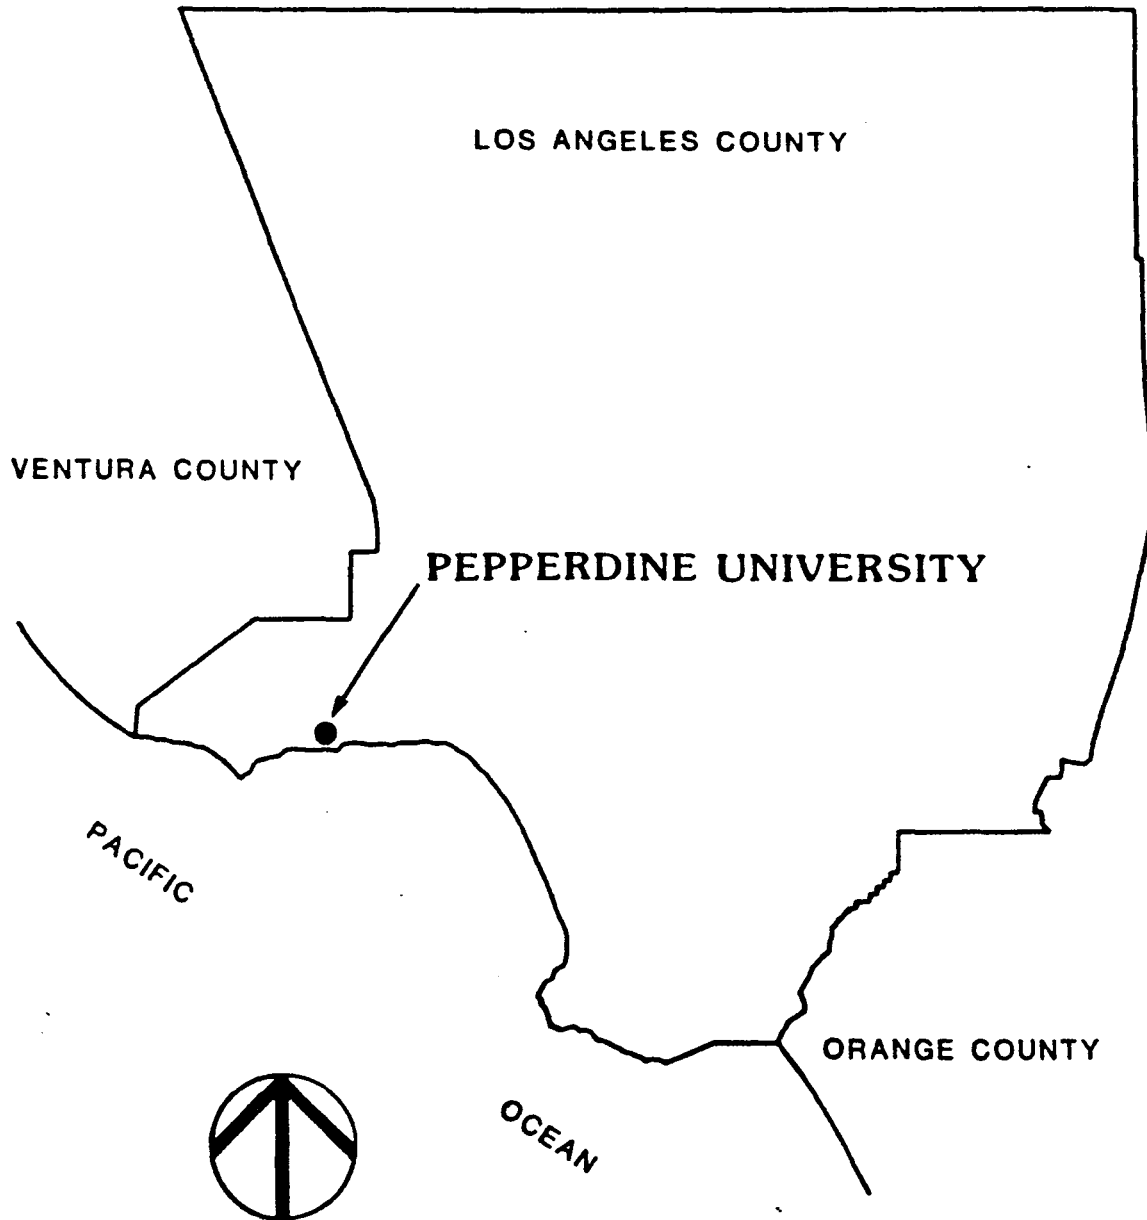 LOS ANGELES COUNTY
VENTURA COUNTY
PEPPERDINE UNIVERSITY
PACIFIC
ORANGE COUNTY
OCEAN